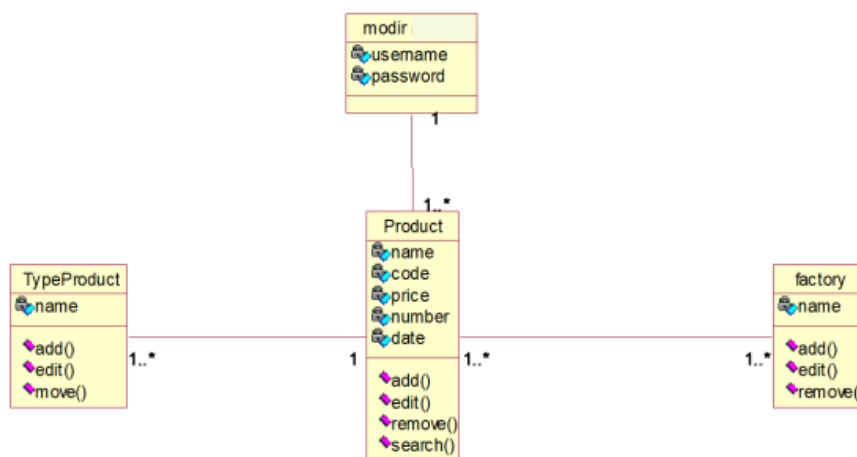 modir
username
password
1
1..*
Product
name
code
price
number
date
add()
edit()
remove()
search()
TypeProduct
name
add()
edit()
move()
1..*
1
1..*
1..*
factory
name
add()
edit()
remove()